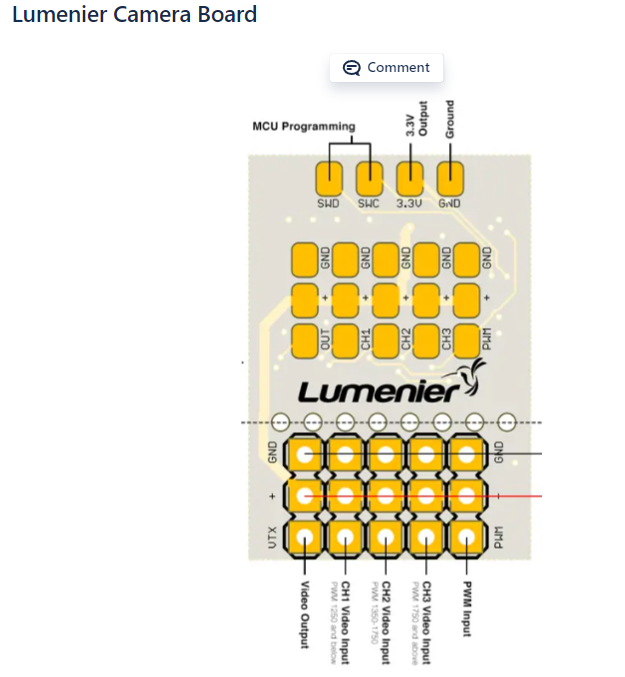 Lumenier Camera Board
Comment
MCU Programming
3.3V Output
Ground
SWD SWC 3.3V GND
GND GND GND GND GND
+ + + + +
OUT CH1 CH2 CH3 PWM
Lumenier
GND GND
+
VTX PWM
Video Output
CH1 Video Input
PWM 1250 and below
CH2 Video Input
PWM 1350-1750
CH3 Video Input
PWM 1750 and above
PWM Input